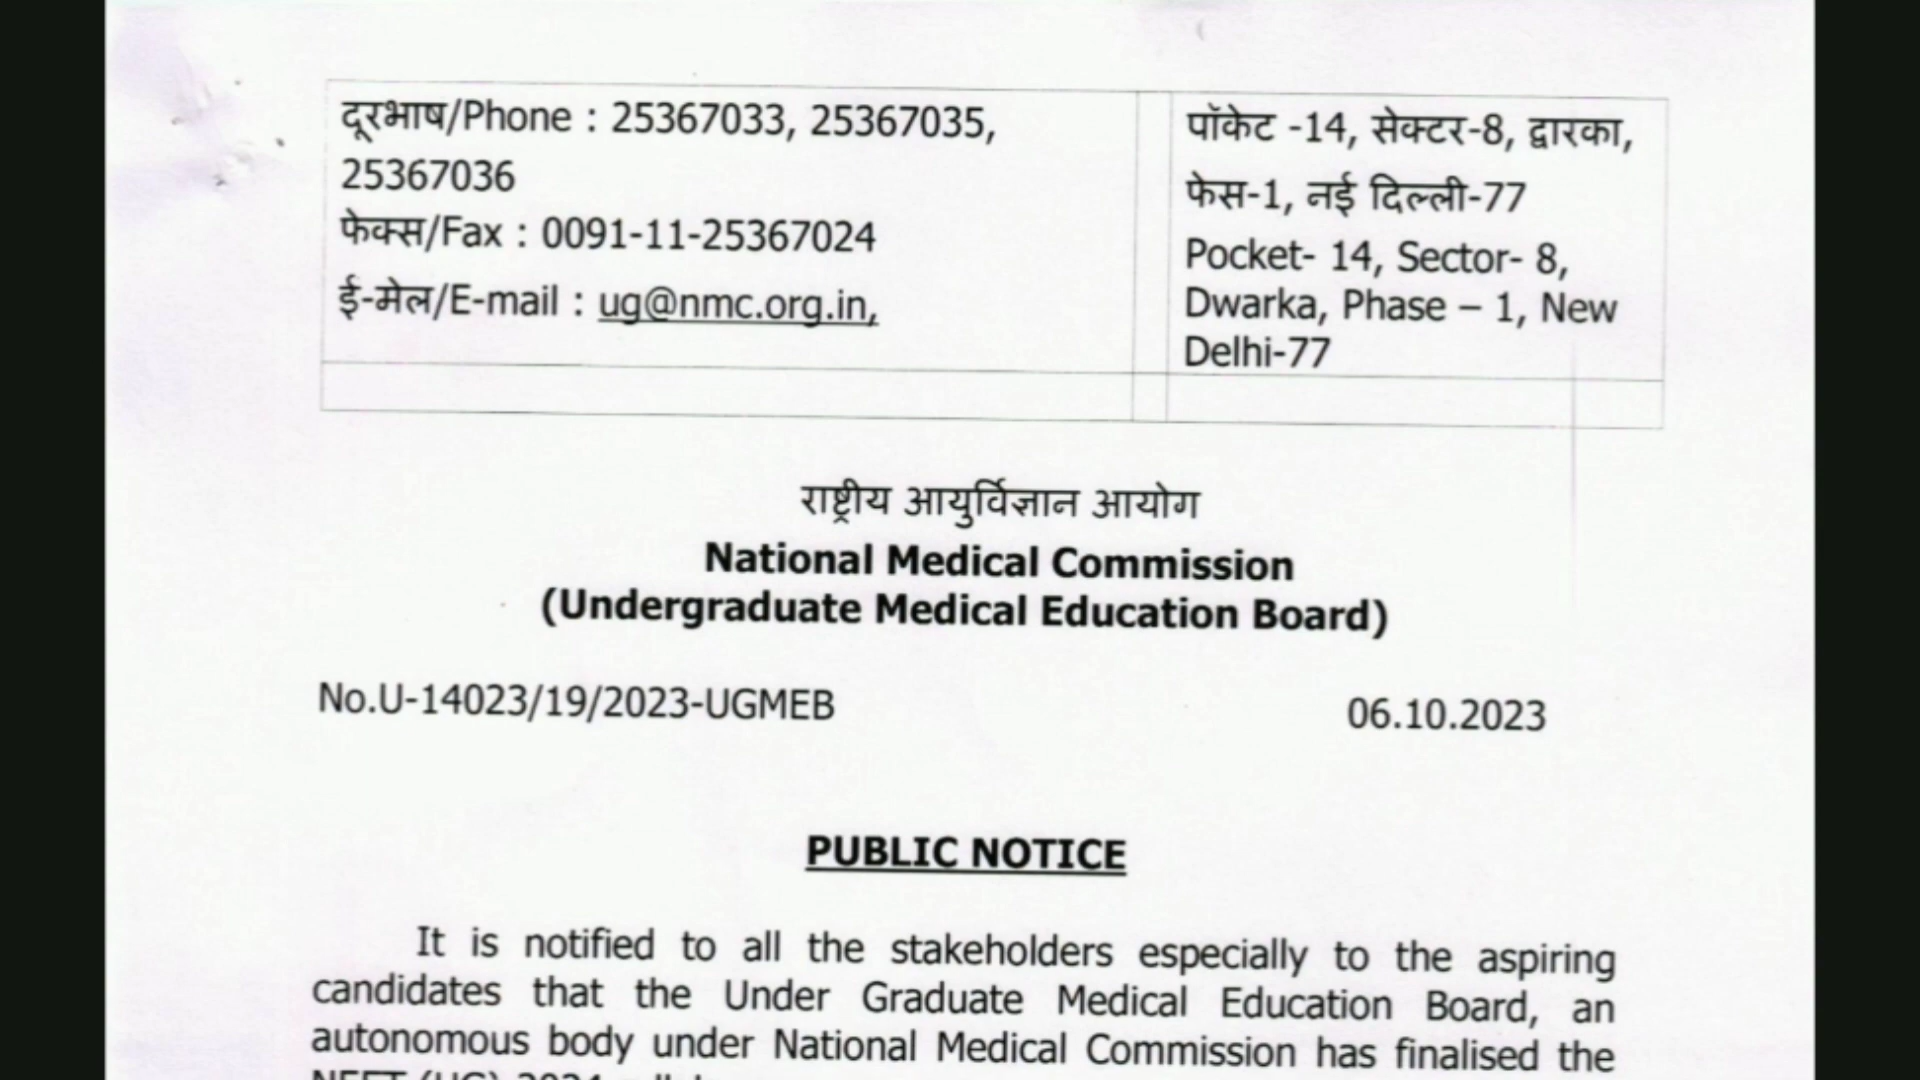 दूरभाष/Phone : 25367033, 25367035,
25367036
फेक्स/Fax : 0091-11-25367024
ई-मेल/E-mail : ug@nmc.org.in,
पॉकेट -14, सेक्टर-8, द्वारका,
फेस-1, नई दिल्ली-77
Pocket- 14, Sector- 8,
Dwarka, Phase – 1, New
Delhi-77
राष्ट्रीय आयुर्विज्ञान आयोग
National Medical Commission
(Undergraduate Medical Education Board)
No.U-14023/19/2023-UGMEB
06.10.2023
PUBLIC NOTICE
It is notified to all the stakeholders especially to the aspiring
candidates that the Under Graduate Medical Education Board, an
autonomous body under National Medical Commission has finalised the
NEET (UG) 2024